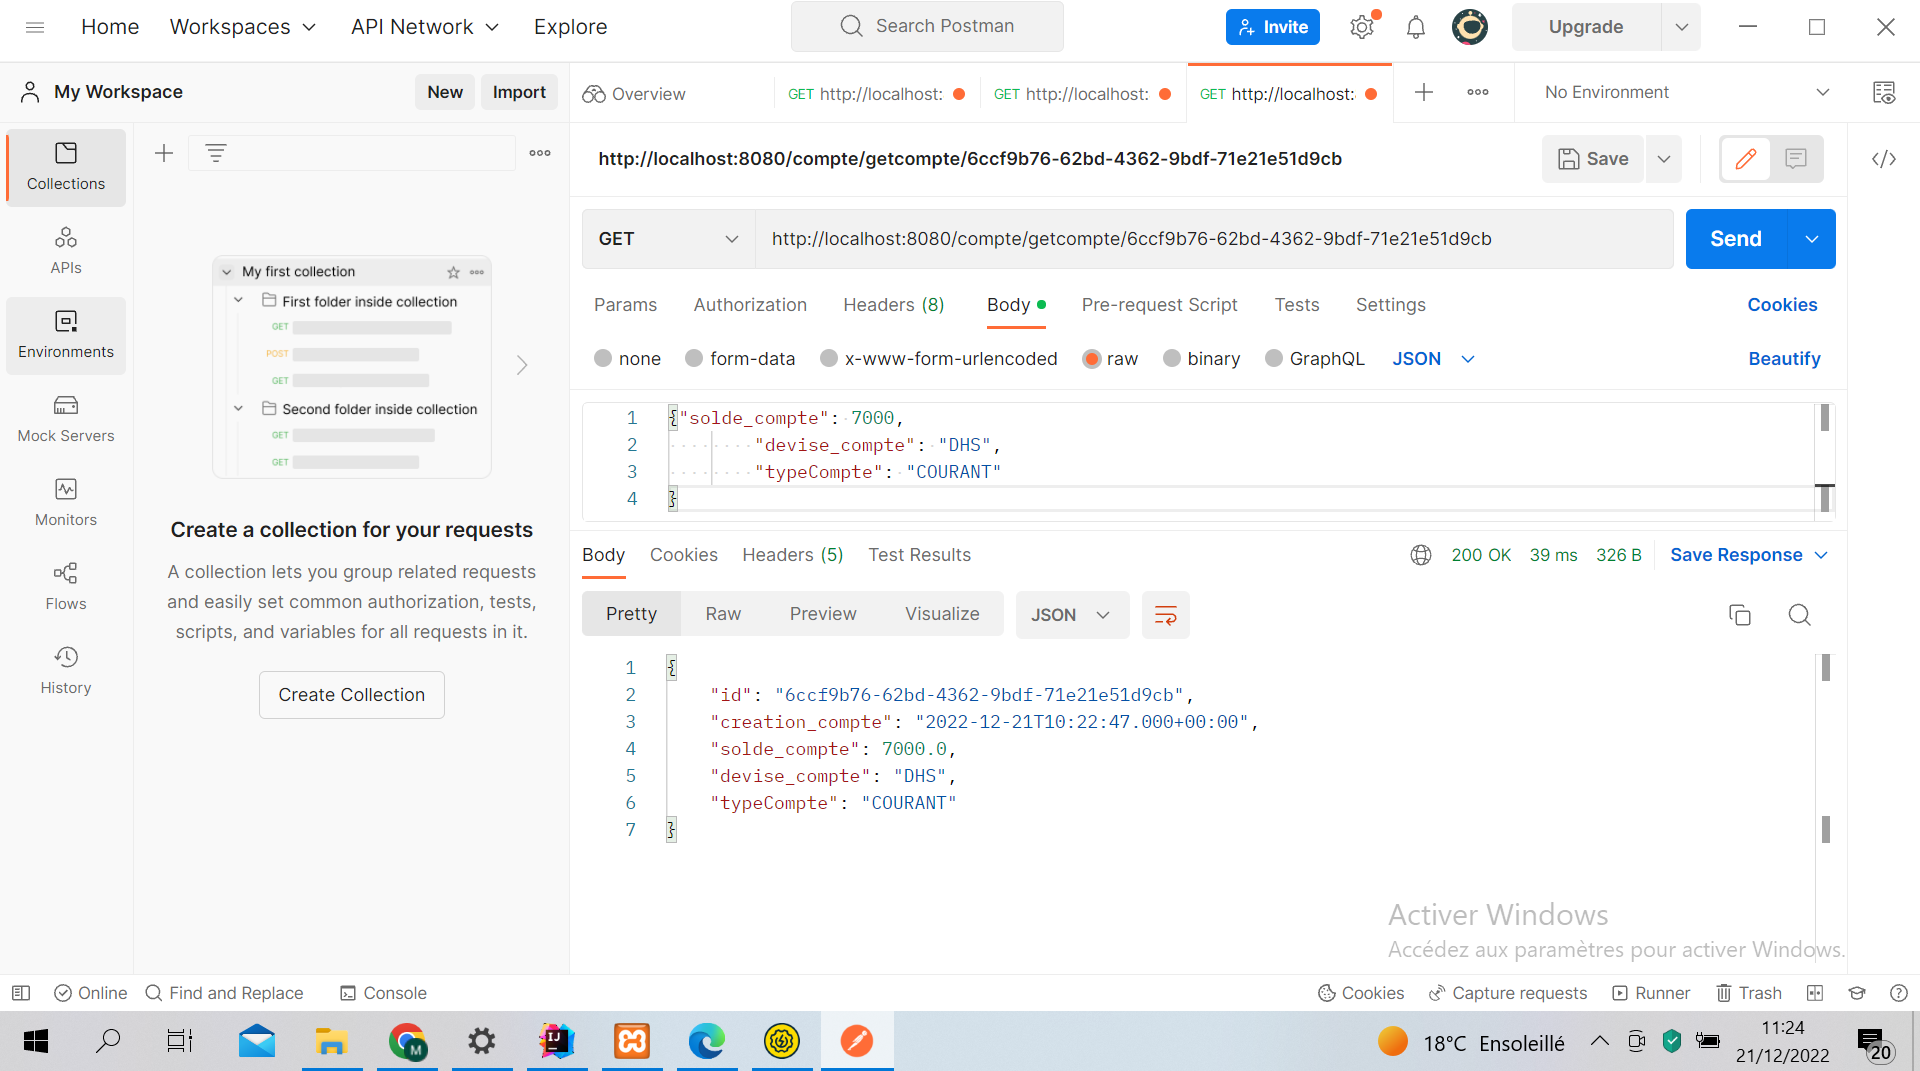 Home Workspaces API Network Explore Search Postman Invite Upgrade
My Workspace New Import Overview GET http://localhost: GET http://localhost: GET http://localhost: No Environment
Collections
APIs
Environments
Mock Servers
Monitors
Flows
History
My first collection
First folder inside collection
GET
POST
GET
Second folder inside collection
GET
GET
Create a collection for your requests
A collection lets you group related requests
and easily set common authorization, tests,
scripts, and variables for all requests in it.
Create Collection
http://localhost:8080/compte/getcompte/6ccf9b76-62bd-4362-9bdf-71e21e51d9cb Save
GET http://localhost:8080/compte/getcompte/6ccf9b76-62bd-4362-9bdf-71e21e51d9cb Send
Params Authorization Headers (8) Body Pre-request Script Tests Settings Cookies
none form-data x-www-form-urlencoded raw binary GraphQL JSON Beautify
1 {"solde_compte": 7000,
2 "devise_compte": "DHS",
3 "typeCompte": "COURANT"
4 }
Body Cookies Headers (5) Test Results 200 OK 39 ms 326 B Save Response
Pretty Raw Preview Visualize JSON
1 {
2 "id": "6ccf9b76-62bd-4362-9bdf-71e21e51d9cb",
3 "creation_compte": "2022-12-21T10:22:47.000+00:00",
4 "solde_compte": 7000.0,
5 "devise_compte": "DHS",
6 "typeCompte": "COURANT"
7 }
Activer Windows
Accédez aux paramètres pour activer Windows.
Online Find and Replace Console Cookies Capture requests Runner Trash
M IJ 18°C Ensoleillé 11:24
21/12/2022 20